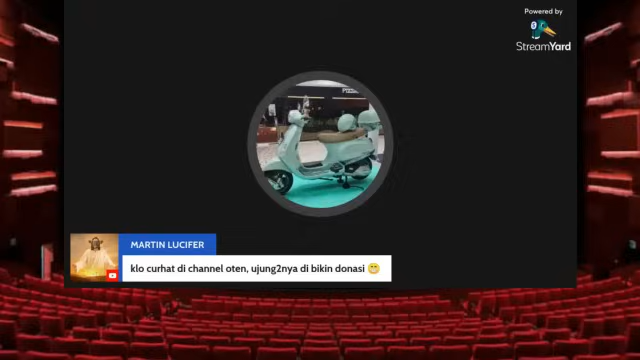 Powered by
StreamYard
MARTIN LUCIFER
klo curhat di channel oten, ujung2nya di bikin donasi 😁